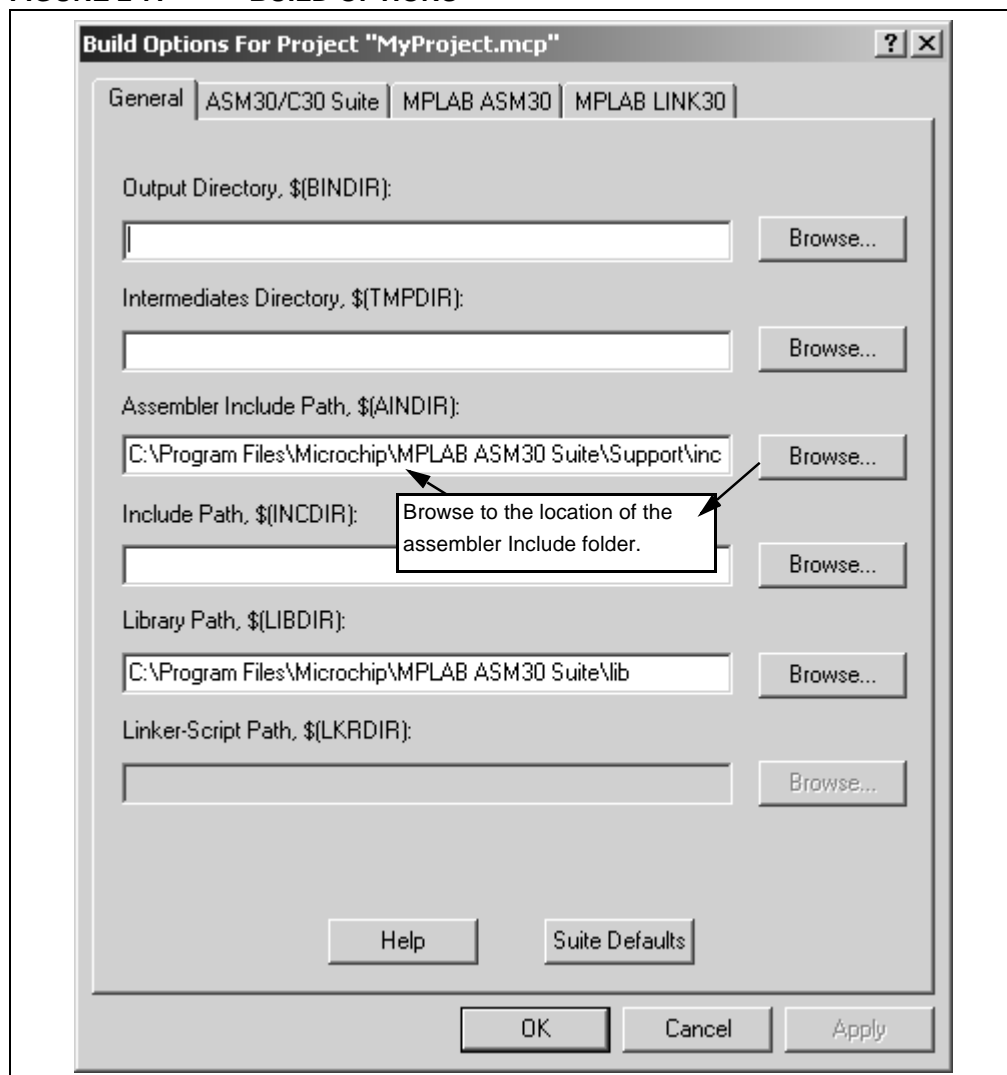 Build Options For Project "MyProject.mcp"
General ASM30/C30 Suite MPLAB ASM30 MPLAB LINK30
Output Directory, $(BINDIR):
Browse...
Intermediates Directory, $(TMPDIR):
Browse...
Assembler Include Path, $(AINDIR):
C:\Program Files\Microchip\MPLAB ASM30 Suite\Support\inc Browse...
Browse to the location of the
assembler Include folder.
Include Path, $(INCDIR):
Browse...
Library Path, $(LIBDIR):
C:\Program Files\Microchip\MPLAB ASM30 Suite\lib Browse...
Linker-Script Path, $(LKRDIR):
Browse...
Help Suite Defaults
OK Cancel Apply